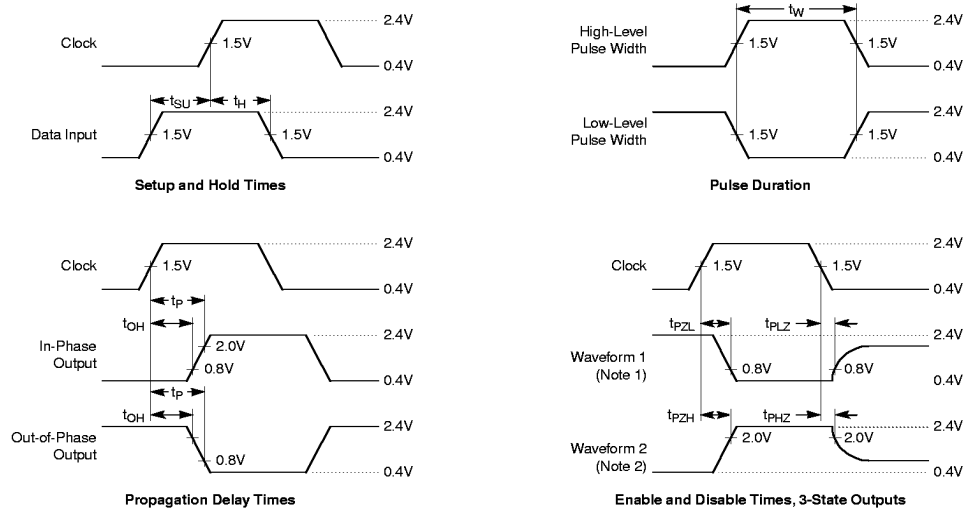 Clock
1.5V
2.4V
0.4V
tSU
tH
Data Input
1.5V
1.5V
2.4V
0.4V
Setup and Hold Times
tW
High-Level
Pulse Width
1.5V
1.5V
2.4V
0.4V
Low-Level
Pulse Width
1.5V
1.5V
2.4V
0.4V
Pulse Duration
Clock
1.5V
2.4V
0.4V
tP
tOH
In-Phase
Output
2.0V
0.8V
2.4V
0.4V
tP
tOH
Out-of-Phase
Output
0.8V
2.4V
0.4V
Propagation Delay Times
Clock
1.5V
1.5V
2.4V
0.4V
tPZL
tPLZ
Waveform 1
(Note 1)
0.8V
0.8V
2.4V
0.4V
tPZH
tPHZ
Waveform 2
(Note 2)
2.0V
2.0V
2.4V
0.4V
Enable and Disable Times, 3-State Outputs